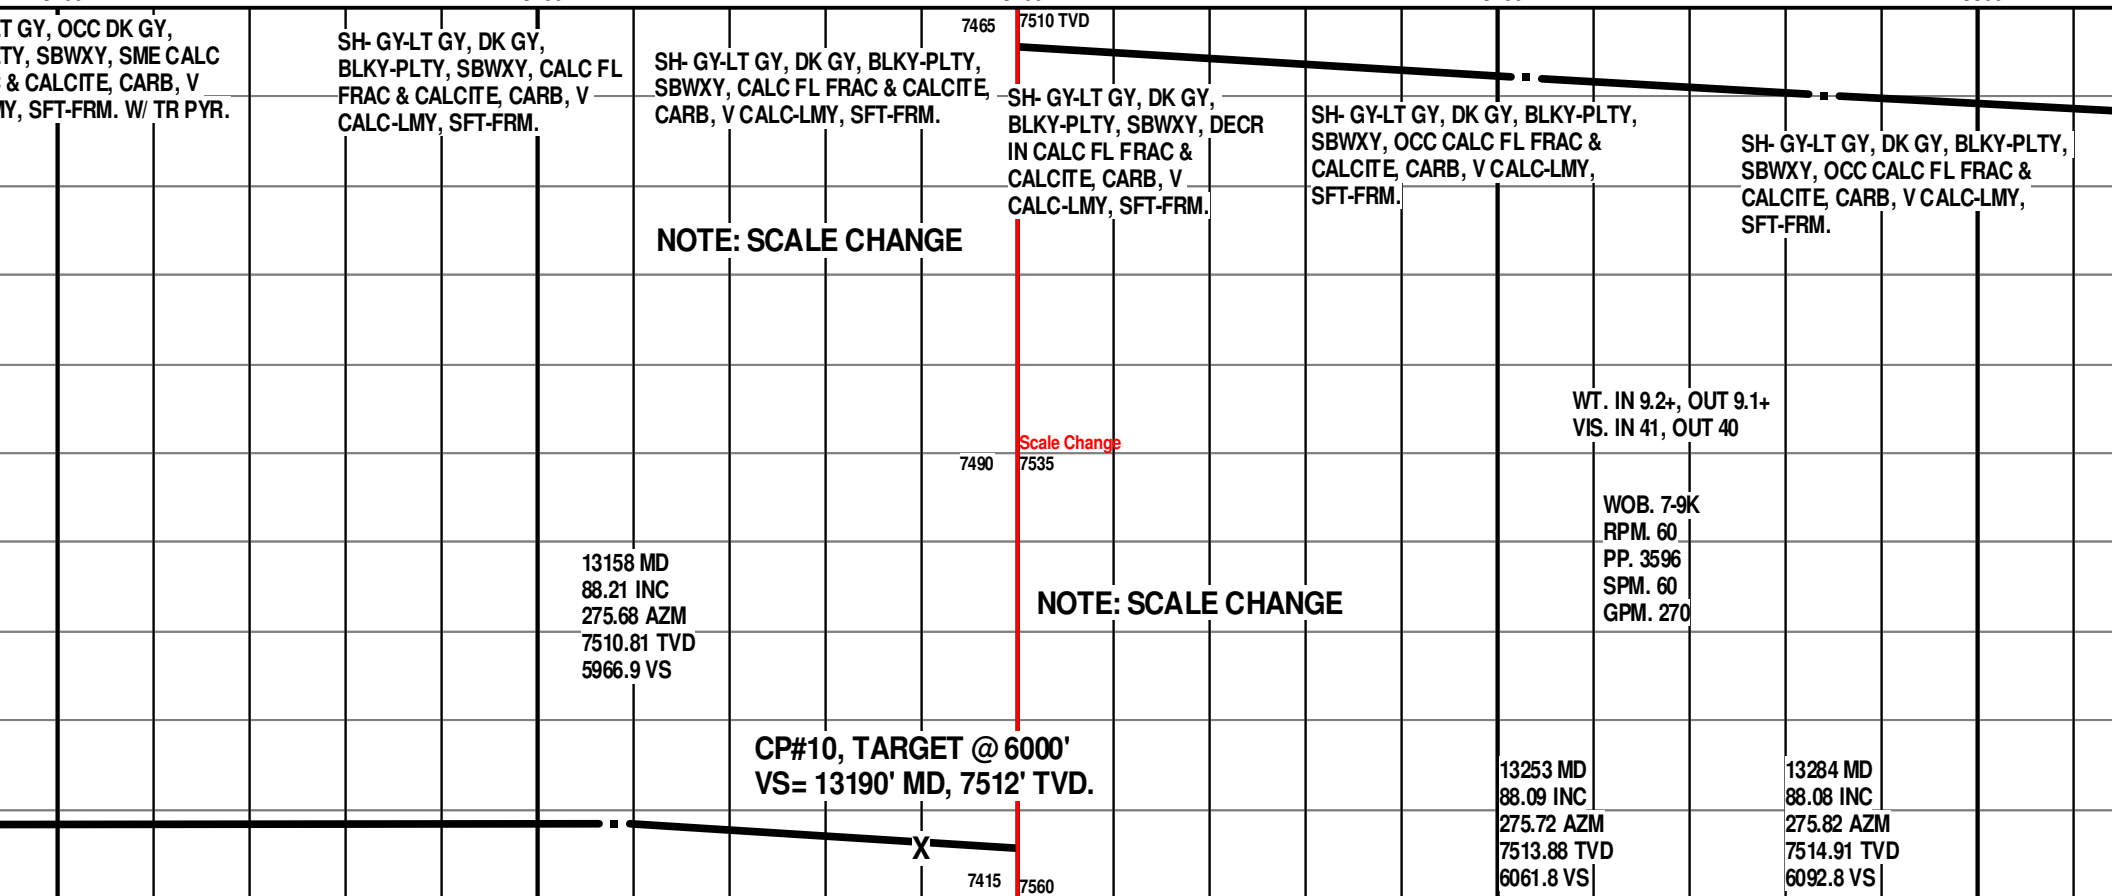 T GY, OCC DK GY,
TY, SBWXY, SME CALC
& CALCITE, CARB, V
MY, SFT-FRM. W/ TR PYR.
SH- GY-LT GY, DK GY,
BLKY-PLTY, SBWXY, CALC FL
FRAC & CALCITE, CARB, V
CALC-LMY, SFT-FRM.
SH- GY-LT GY, DK GY, BLKY-PLTY,
SBWXY, CALC FL FRAC & CALCITE,
CARB, V CALC-LMY, SFT-FRM.
7465
7510 TVD
SH- GY-LT GY, DK GY,
BLKY-PLTY, SBWXY, DECR
IN CALC FL FRAC &
CALCITE, CARB, V
CALC-LMY, SFT-FRM.
SH- GY-LT GY, DK GY, BLKY-PLTY,
SBWXY, OCC CALC FL FRAC &
CALCITE, CARB, V CALC-LMY,
SFT-FRM.
SH- GY-LT GY, DK GY, BLKY-PLTY,
SBWXY, OCC CALC FL FRAC &
CALCITE, CARB, V CALC-LMY,
SFT-FRM.
NOTE: SCALE CHANGE
WT. IN 9.2+, OUT 9.1+
VIS. IN 41, OUT 40
Scale Change
7490
7535
WOB. 7-9K
RPM. 60
PP. 3596
SPM. 60
GPM. 270
13158 MD
88.21 INC
275.68 AZM
7510.81 TVD
5966.9 VS
NOTE: SCALE CHANGE
CP#10, TARGET @ 6000'
VS= 13190' MD, 7512' TVD.
X
7415
7560
13253 MD
88.09 INC
275.72 AZM
7513.88 TVD
6061.8 VS
13284 MD
88.08 INC
275.82 AZM
7514.91 TVD
6092.8 VS